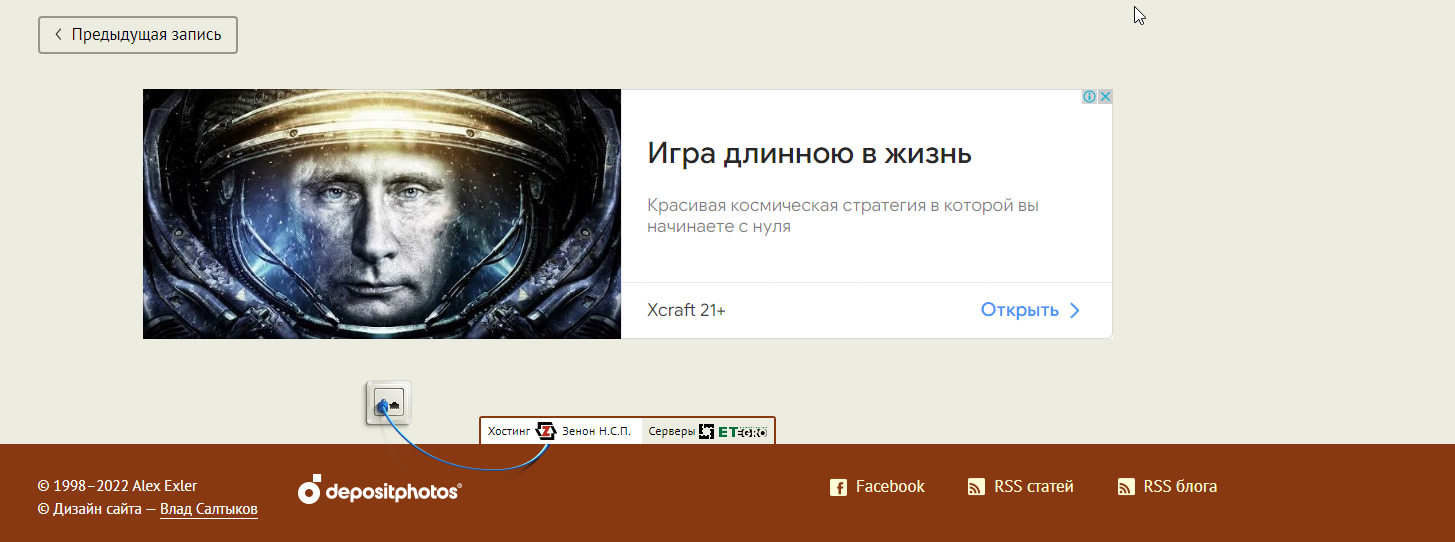 Предыдущая запись
Игра длинною в жизнь
Красивая космическая стратегия в которой вы
начинаете с нуля
Xcraft 21+
Открыть
Хостинг Z Зенон Н.С.П. Серверы ETegro
© 1998–2022 Alex Exler
© Дизайн сайта — Влад Салтыков
depositphotos®
Facebook
RSS статей
RSS блога